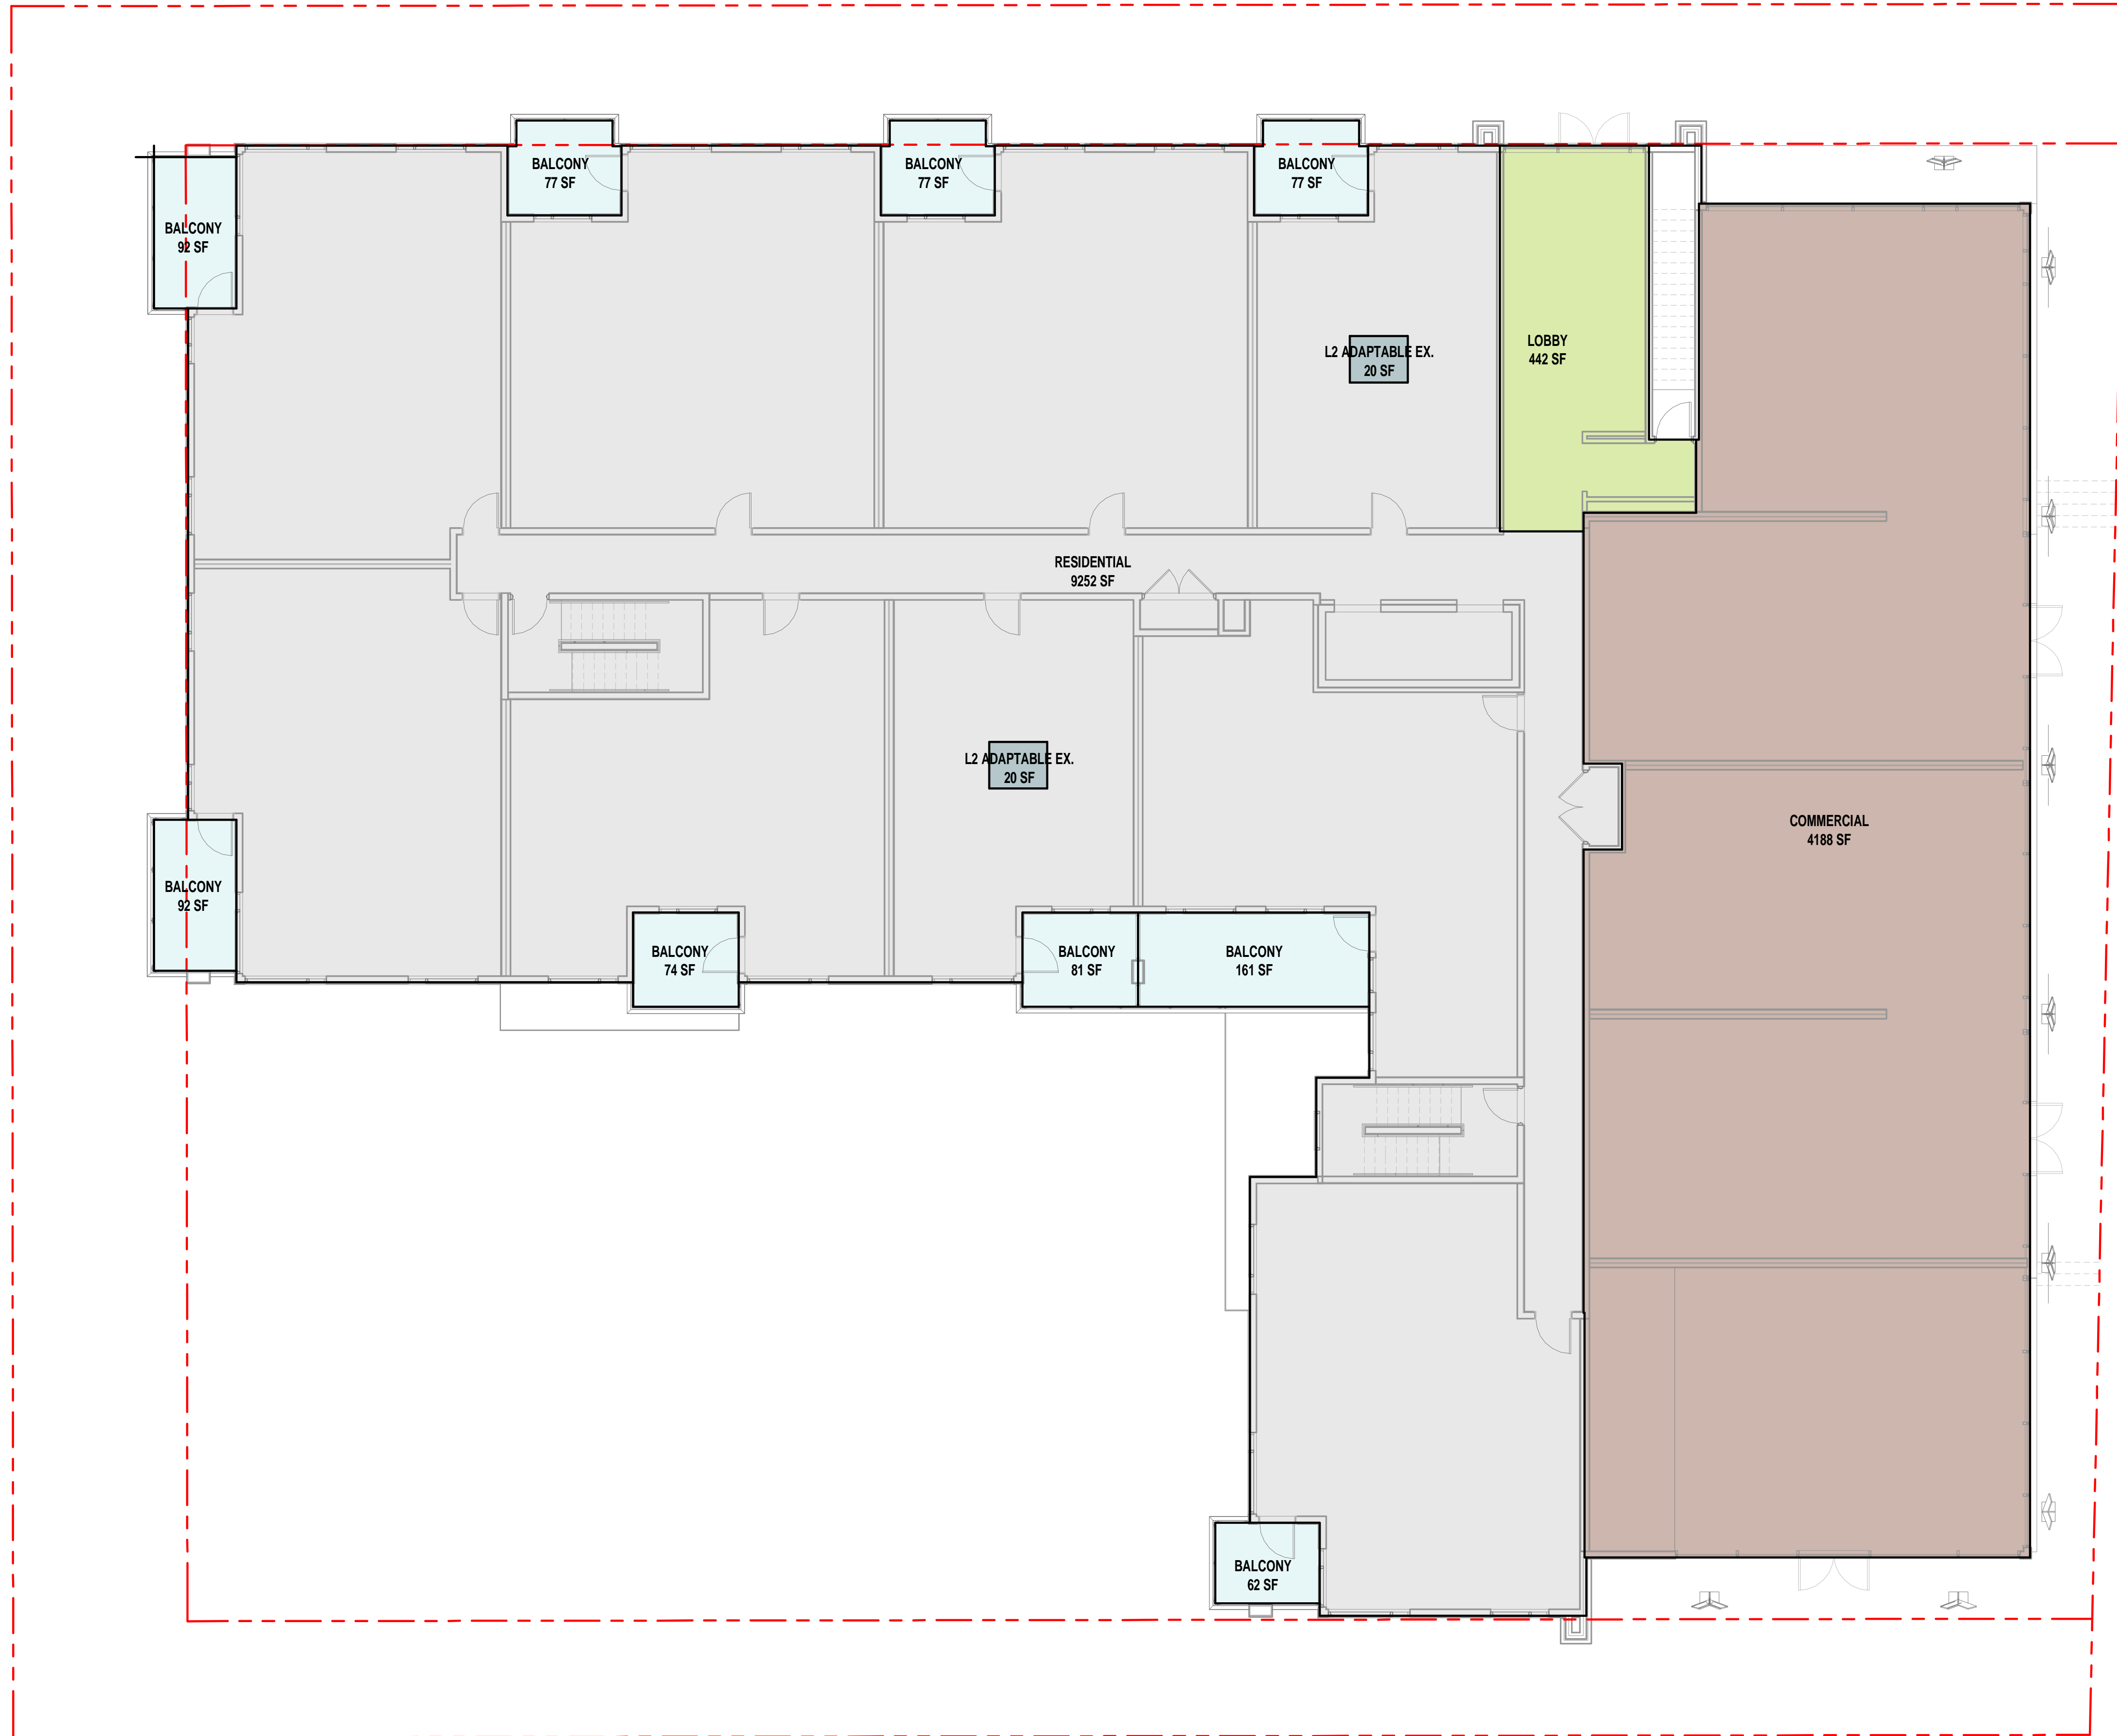 BALCONY
77 SF
BALCONY
77 SF
BALCONY
77 SF
BALCONY
92 SF
L2 ADAPTABLE EX.
20 SF
LOBBY
442 SF
RESIDENTIAL
9252 SF
L2 ADAPTABLE EX.
20 SF
COMMERCIAL
4188 SF
BALCONY
92 SF
BALCONY
74 SF
BALCONY
81 SF
BALCONY
161 SF
BALCONY
62 SF